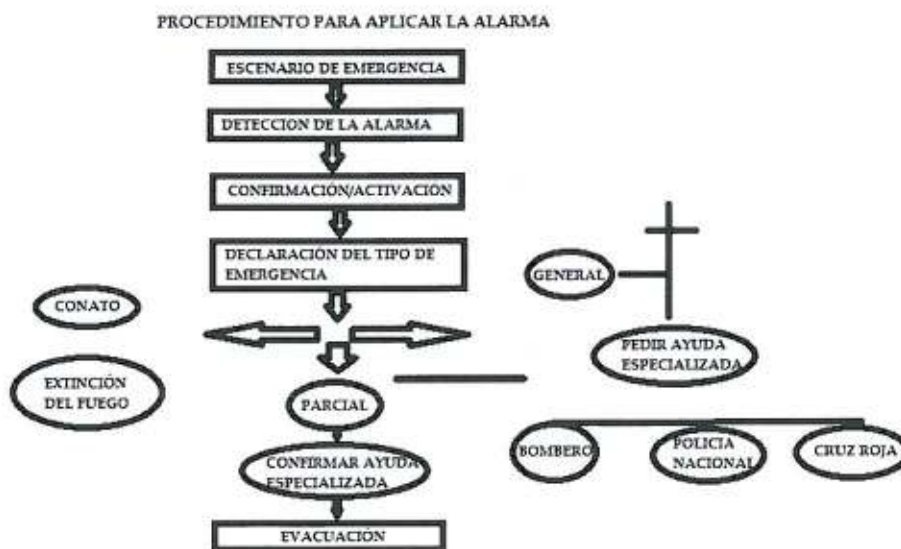 PROCEDIMIENTO PARA APLICAR LA ALARMA
ESCENARIO DE EMERGENCIA
DETECCION DE LA ALARMA
CONFIRMACIÓN/ACTIVACIÓN
DECLARACIÓN DEL TIPO DE
EMERGENCIA
CONATO
EXTINCIÓN
DEL FUEGO
PARCIAL
CONFIRMAR AYUDA
ESPECIALIZADA
EVACUACIÓN
GENERAL
PEDIR AYUDA
ESPECIALIZADA
BOMBERO
POLICIA
NACIONAL
CRUZ ROJA